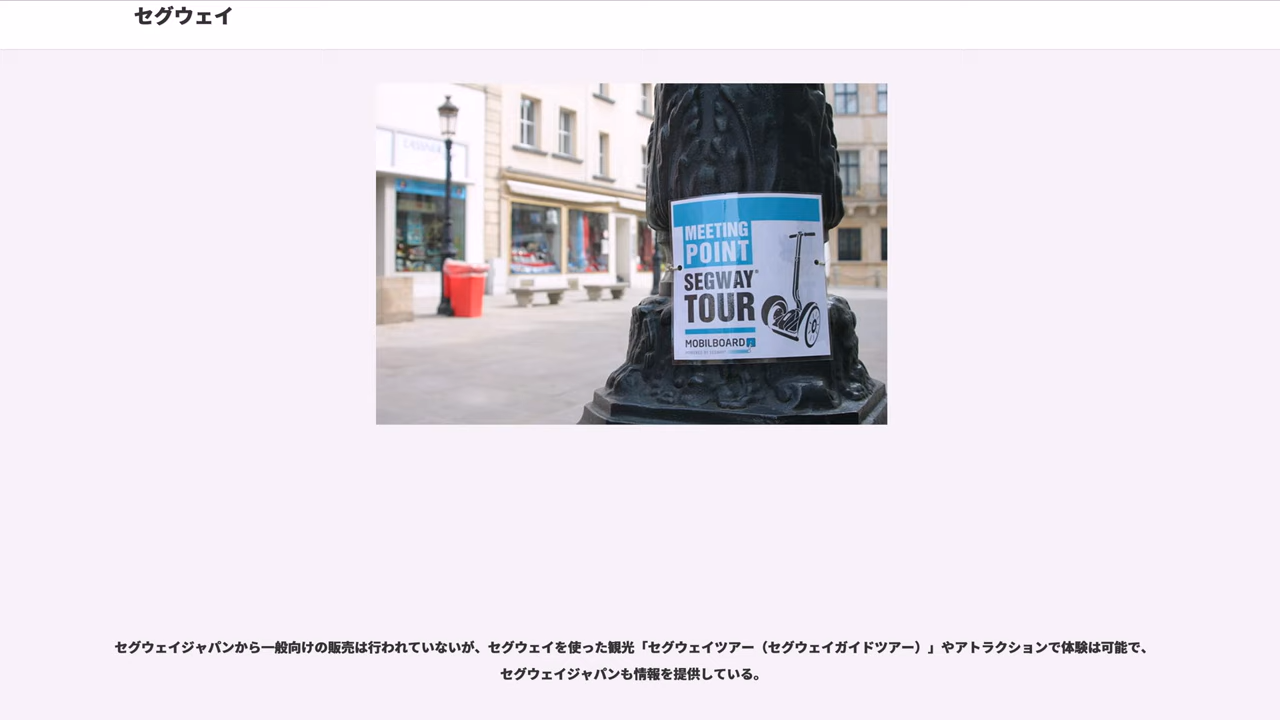 セグウェイ
MEETING
POINT
SEGWAY®
TOUR
MOBILBOARD
セグウェイジャパンから一般向けの販売は行われていないが、セグウェイを使った観光「セグウェイツアー（セグウェイガイドツアー）」やアトラクションで体験は可能で、
セグウェイジャパンも情報を提供している。